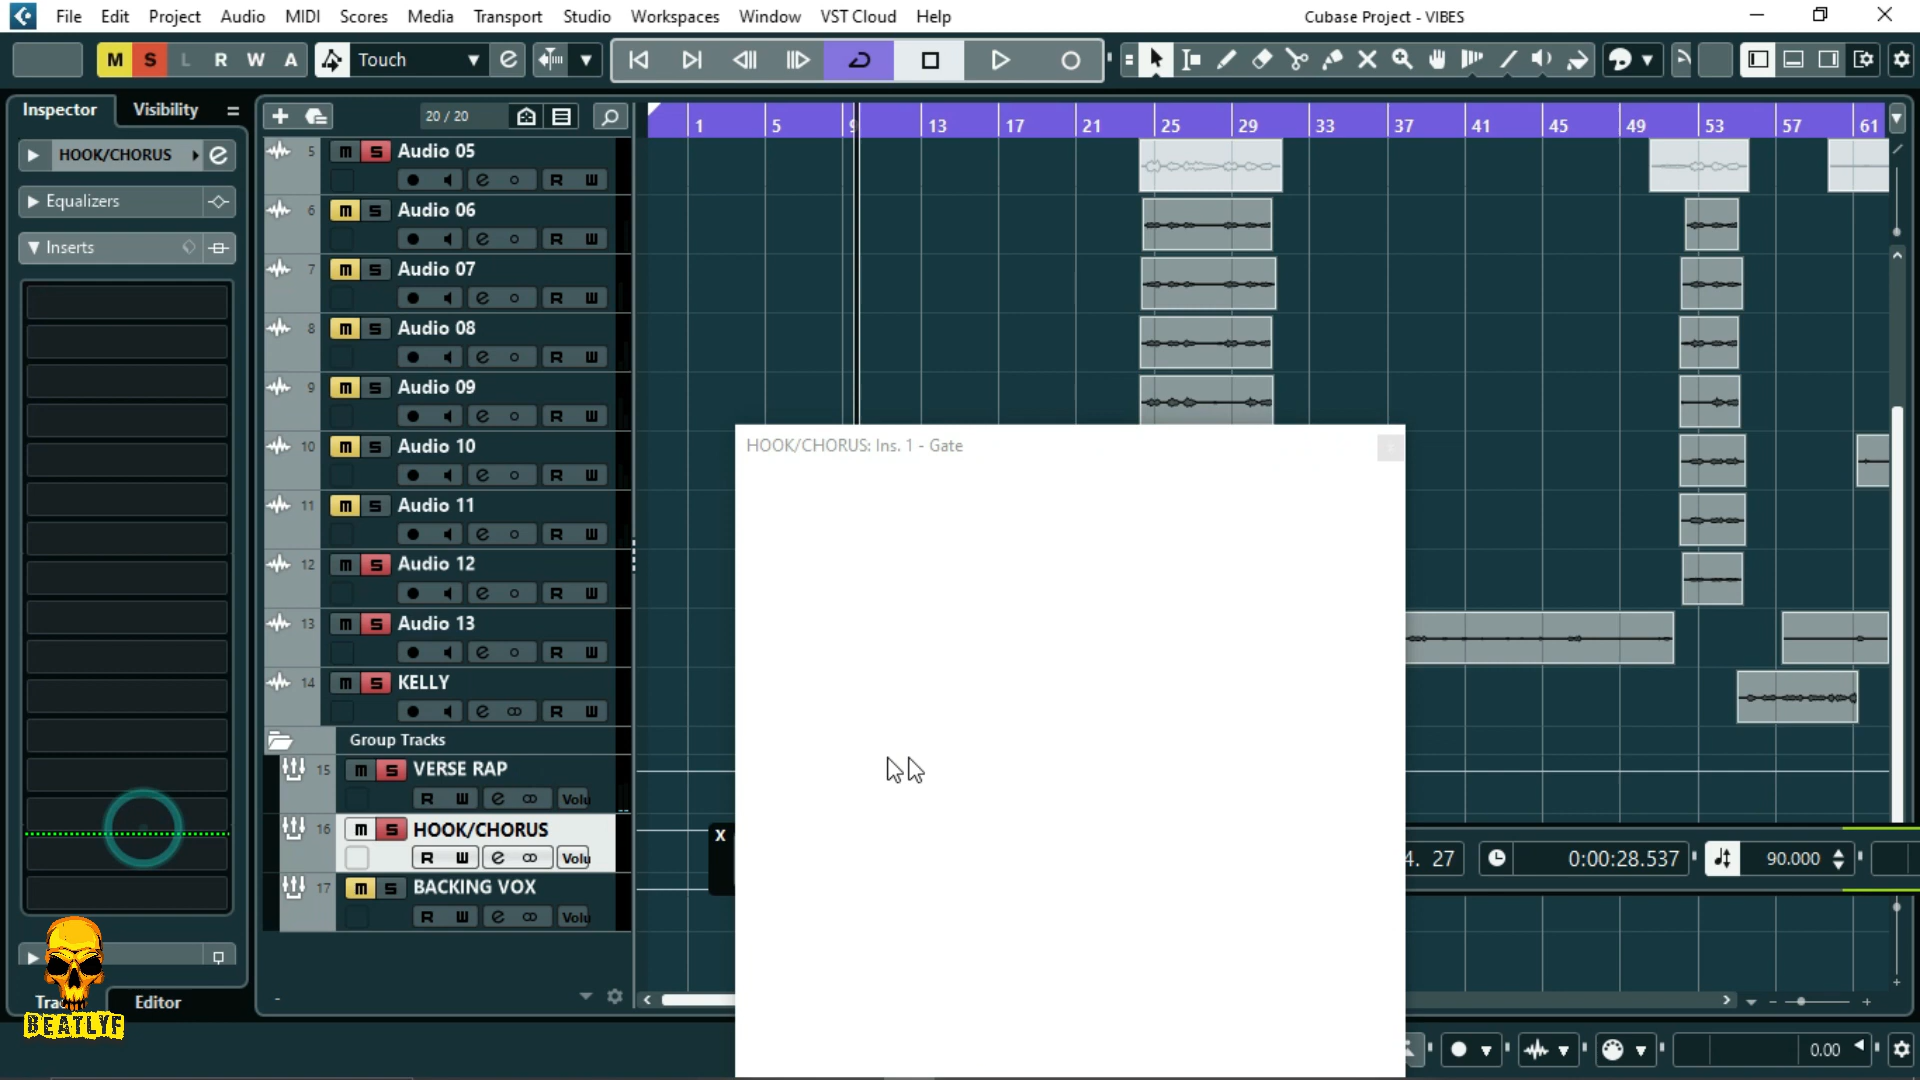 File Edit Project Audio MIDI Scores Media Transport Studio Workspaces Window VST Cloud Help
Cubase Project - VIBES
M S L R W A Touch
Inspector Visibility
20 / 20
1 5 9 13 17 21 25 29 33 37 41 45 49 53 57 61
HOOK/CHORUS
Equalizers
Inserts
5 m S Audio 05
R W
6 m S Audio 06
R W
7 m S Audio 07
R W
8 m S Audio 08
R W
9 m S Audio 09
R W
10 m S Audio 10
R W
11 m S Audio 11
R W
12 m S Audio 12
R W
13 m S Audio 13
R W
14 m S KELLY
R W
Group Tracks
15 m S VERSE RAP
R W Volu
16 m S HOOK/CHORUS
R W Volu
17 m S BACKING VOX
R W Volu
HOOK/CHORUS: Ins. 1 - Gate
X
4. 27
0:00:28.537
90.000
Editor
BEATLYF
0.00